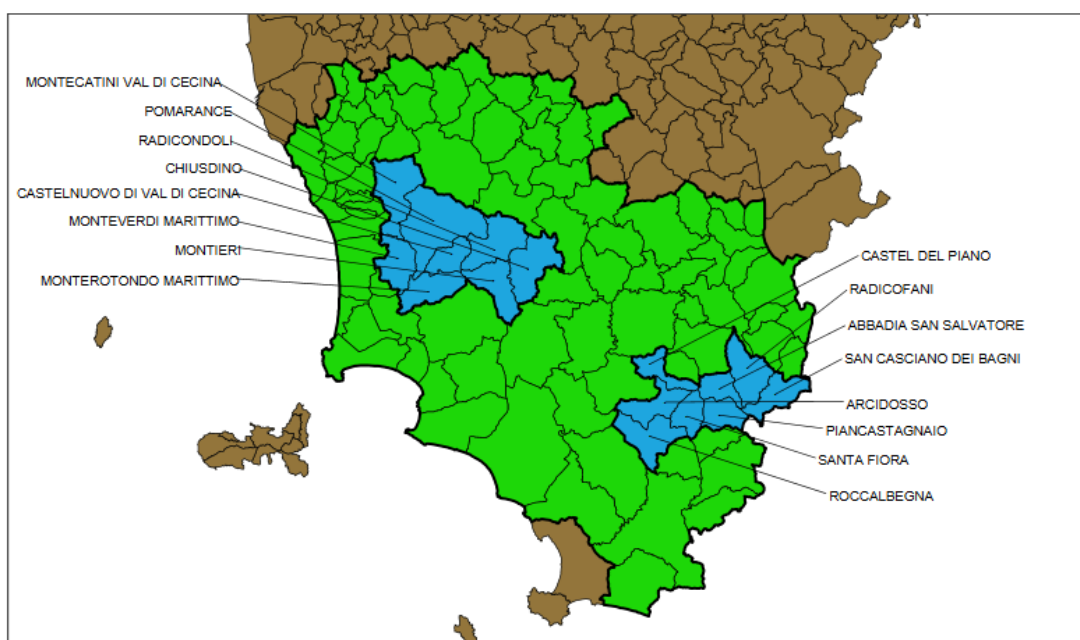 MONTECATINI VAL DI CECINA
POMARANCE
RADICONDOLI
CHIUSDINO
CASTELNUOVO DI VAL DI CECINA
MONTEVERDI MARITTIMO
MONTIERI
MONTEROTONDO MARITTIMO
CASTEL DEL PIANO
RADICOFANI
ABBADIA SAN SALVATORE
SAN CASCIANO DEI BAGNI
ARCIDOSSO
PIANCASTAGNAIO
SANTA FIORA
ROCCALBEGNA